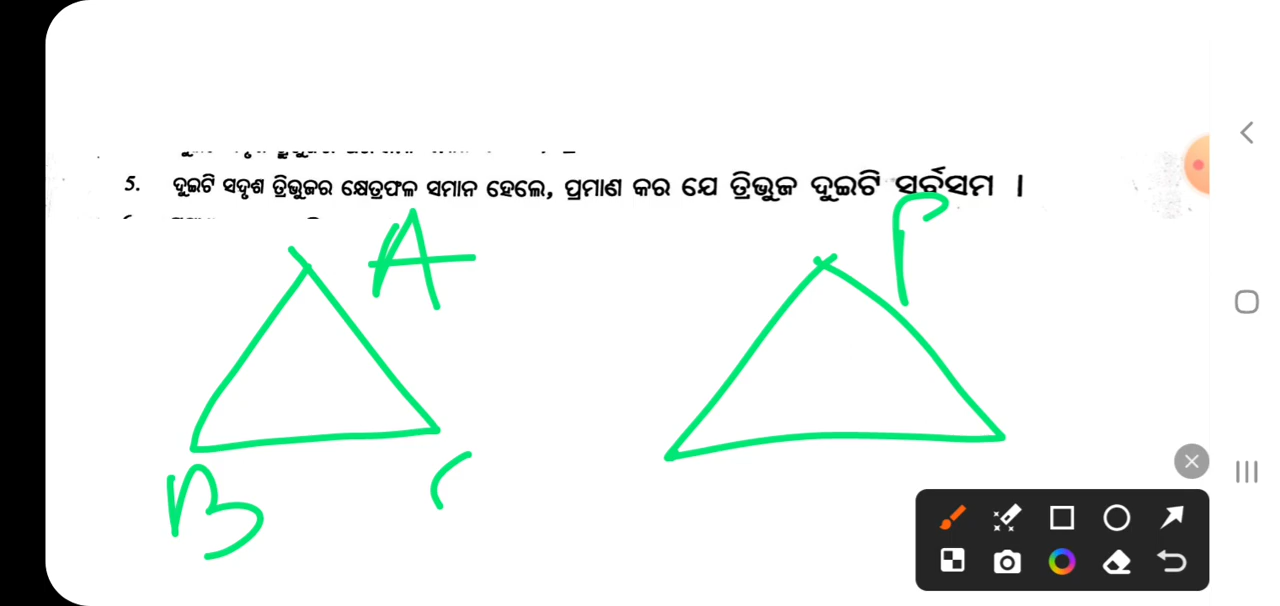 5. ଦୁଇଟି ସଦୃଶ ତ୍ରିଭୁଜର କ୍ଷେତ୍ରଫଳ ସମାନ ହେଲେ, ପ୍ରମାଣ କର ଯେ ତ୍ରିଭୁଜ ଦୁଇଟି ସର୍ବସମ ।
A
P
B
C